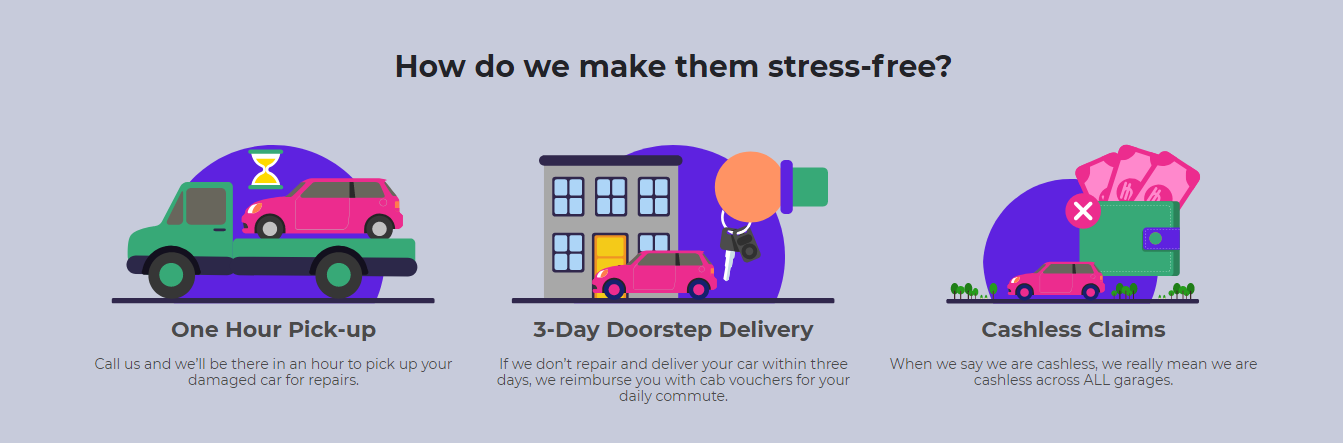 How do we make them stress-free?
One Hour Pick-up
Call us and we’ll be there in an hour to pick up your
damaged car for repairs.
3-Day Doorstep Delivery
If we don’t repair and deliver your car within three
days, we reimburse you with cab vouchers for your
daily commute.
Cashless Claims
When we say we are cashless, we really mean we are
cashless across ALL garages.